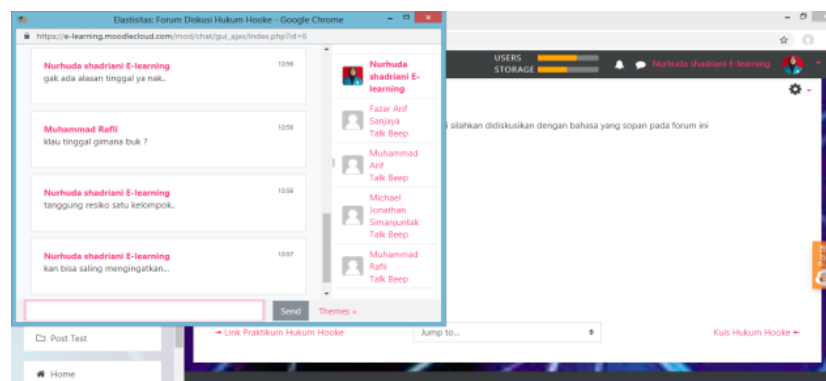 Elastisitas: Forum Diskusi Hukum Hooke - Google Chrome
https://e-learning.moodlecloud.com/mod/chat/gui_ajax/index.php?id=6
Nurhuda shadriani E-learning 10:56
gak ada alasan tinggal ya nak..
Muhammad Rafli 10:56
klau tinggal gimana buk ?
Nurhuda shadriani E-learning 10:56
tanggung resiko satu kelompok..
Nurhuda shadriani E-learning 10:57
kan bisa saling mengingatkan...
Nurhuda
shadriani E-
learning
Fazar Arif
Sanjaya
Talk Beep
Muhammad
Arif
Talk Beep
Michael
Jonathan
Simanjuntak
Talk Beep
Muhammad
Rafli
Talk Beep
Send Themes »
USERS
STORAGE
Nurhuda shadriani E-learning
silahkan didiskusikan dengan bahasa yang sopan pada forum ini
Post Test
Home
◄ Link Praktikum Hukum Hooke
Jump to...
Kuis Hukum Hooke ►